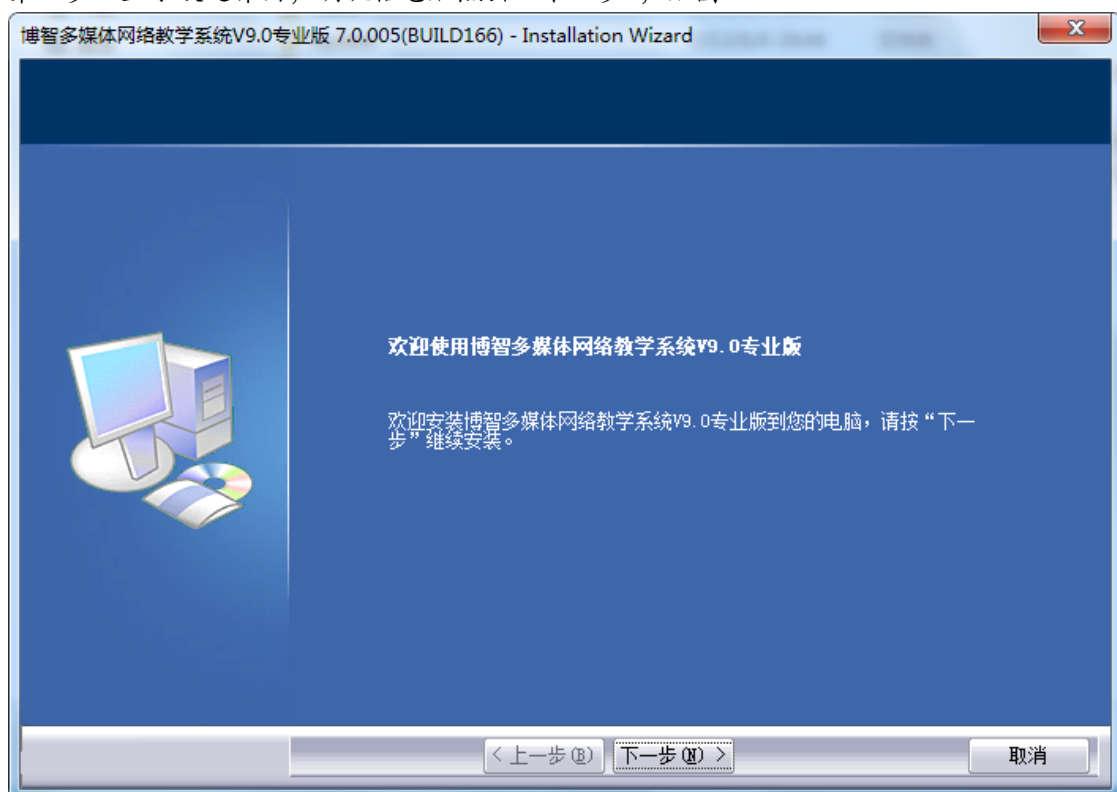 博智多媒体网络教学系统V9.0专业版 7.0.005(BUILD166) - Installation Wizard
欢迎使用博智多媒体网络教学系统V9.0专业版
欢迎安装博智多媒体网络教学系统V9.0专业版到您的电脑，请按“下一
步”继续安装。
< 上一步(B)
下一步(N) >
取消